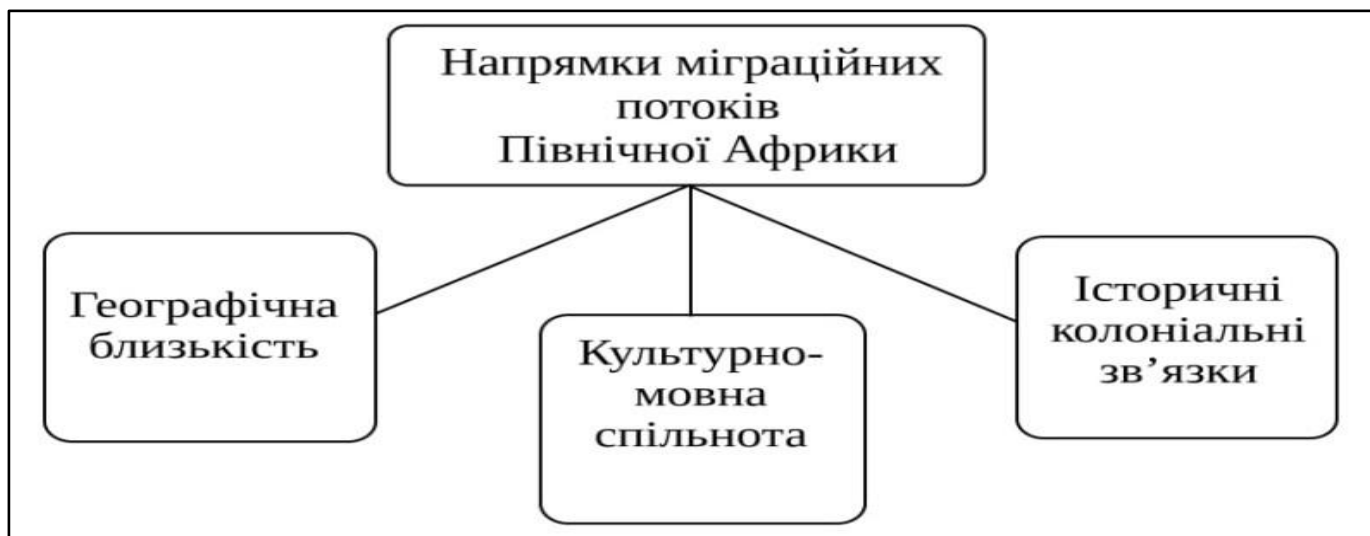 Напрямки міграційних
потоків
Північної Африки
Географічна
близькість
Культурно-
мовна
спільнота
Історичні
колоніальні
зв’язки